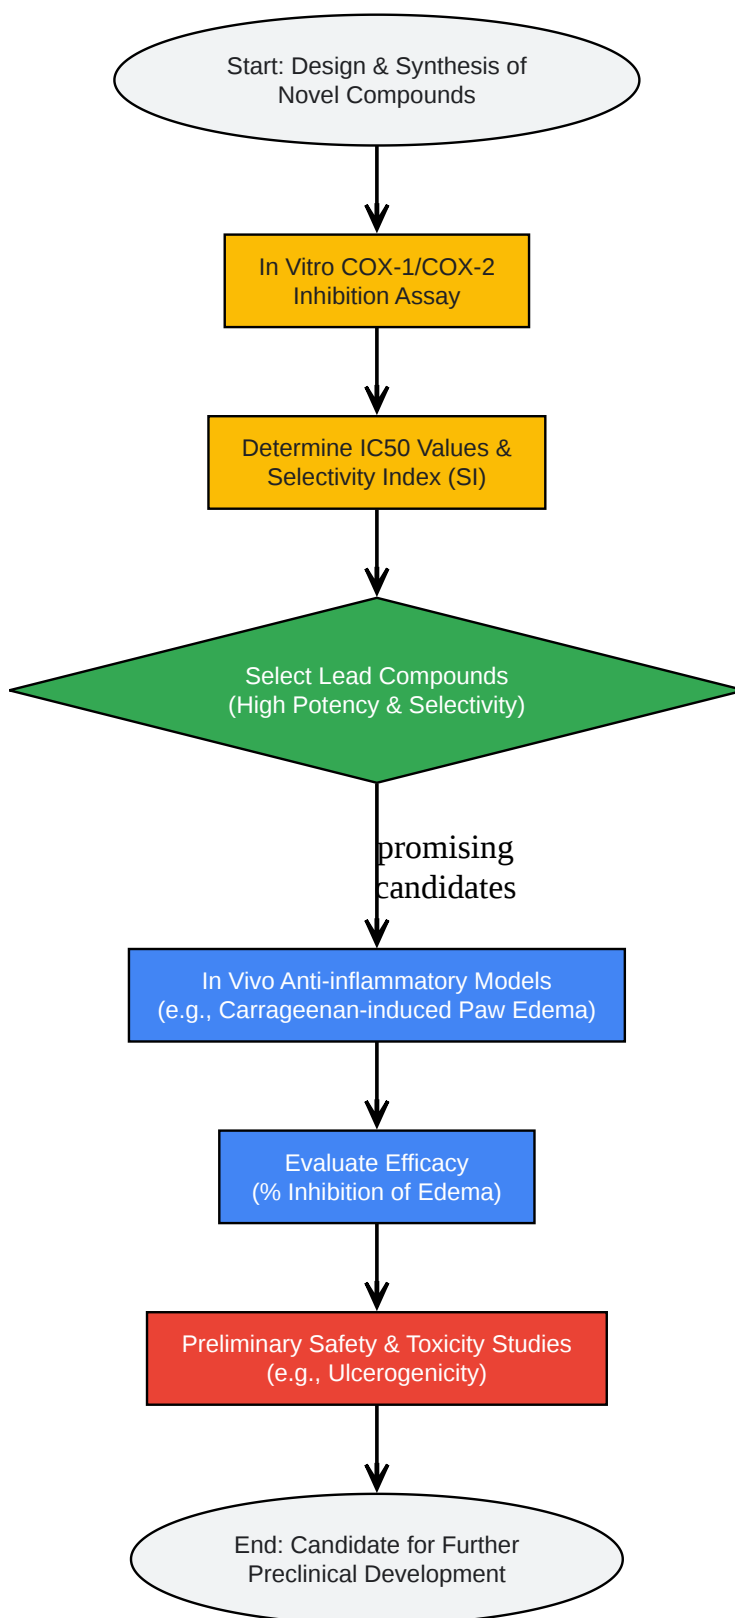 Start: Design & Synthesis of
Novel Compounds
In Vitro COX-1/COX-2
Inhibition Assay
Determine IC50 Values &
Selectivity Index (SI)
Select Lead Compounds
(High Potency & Selectivity)
promising
candidates
In Vivo Anti-inflammatory Models
(e.g., Carrageenan-induced Paw Edema)
Evaluate Efficacy
(% Inhibition of Edema)
Preliminary Safety & Toxicity Studies
(e.g., Ulcerogenicity)
End: Candidate for Further
Preclinical Development